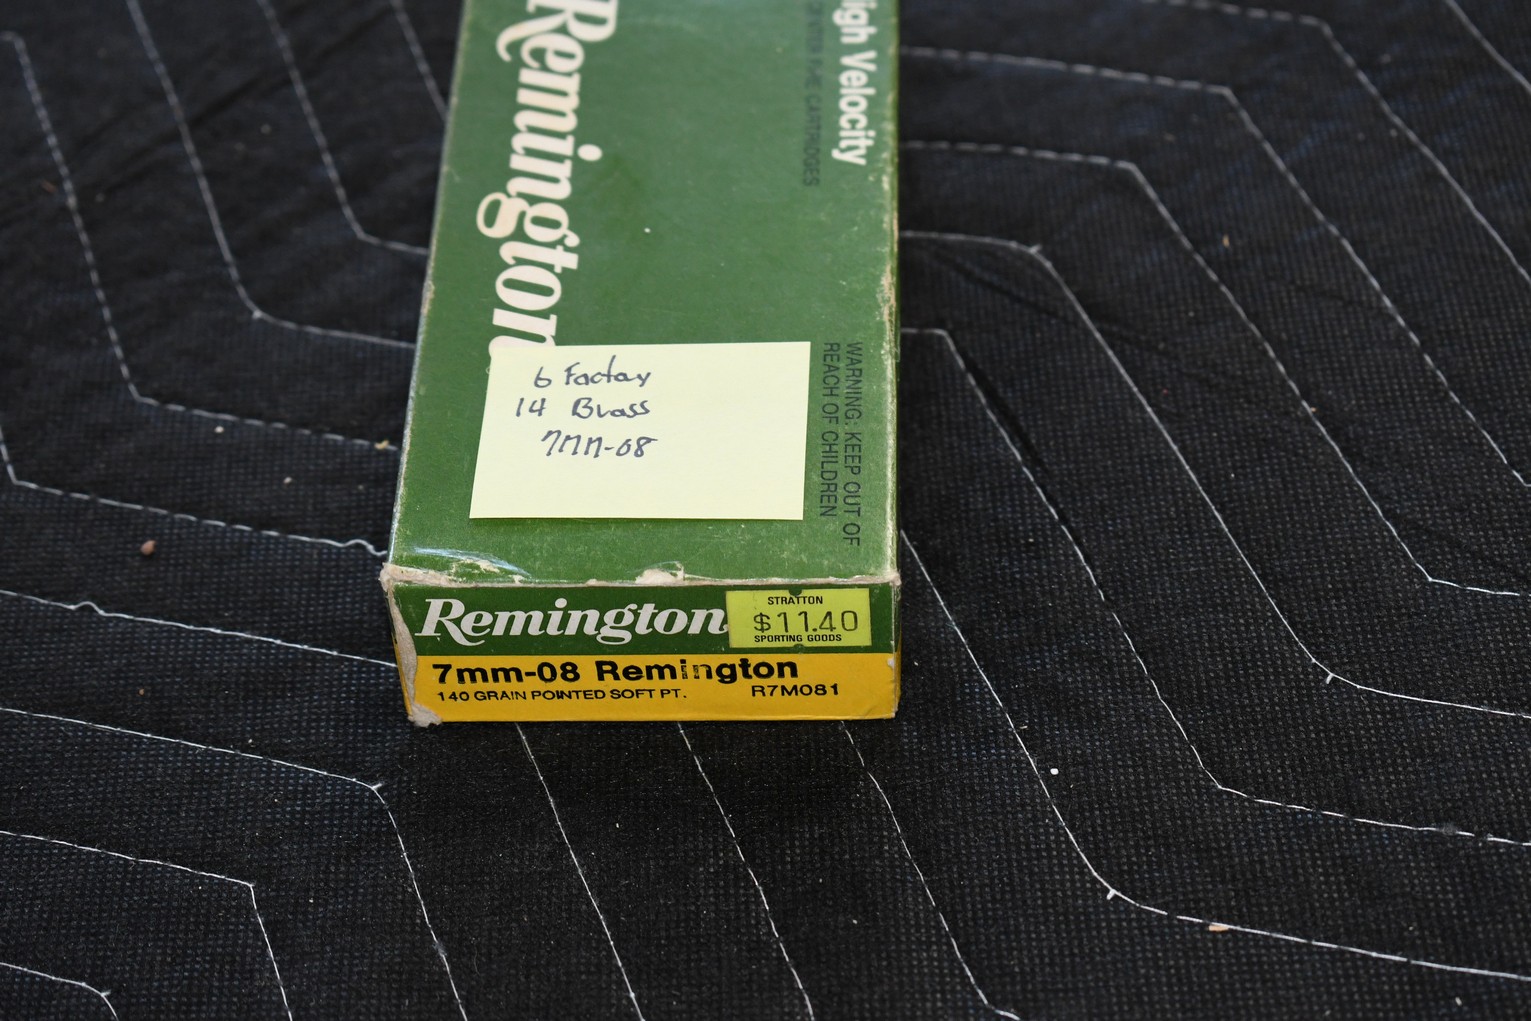 Remington
High Velocity
CENTER FIRE CARTRIDGES
WARNING: KEEP OUT OF
REACH OF CHILDREN
6 Factory
14 Brass
7MM-08
Remington
STRATTON
$11.40
SPORTING GOODS
7mm-08 Remington
140 GRAIN POINTED SOFT PT.
R7M081